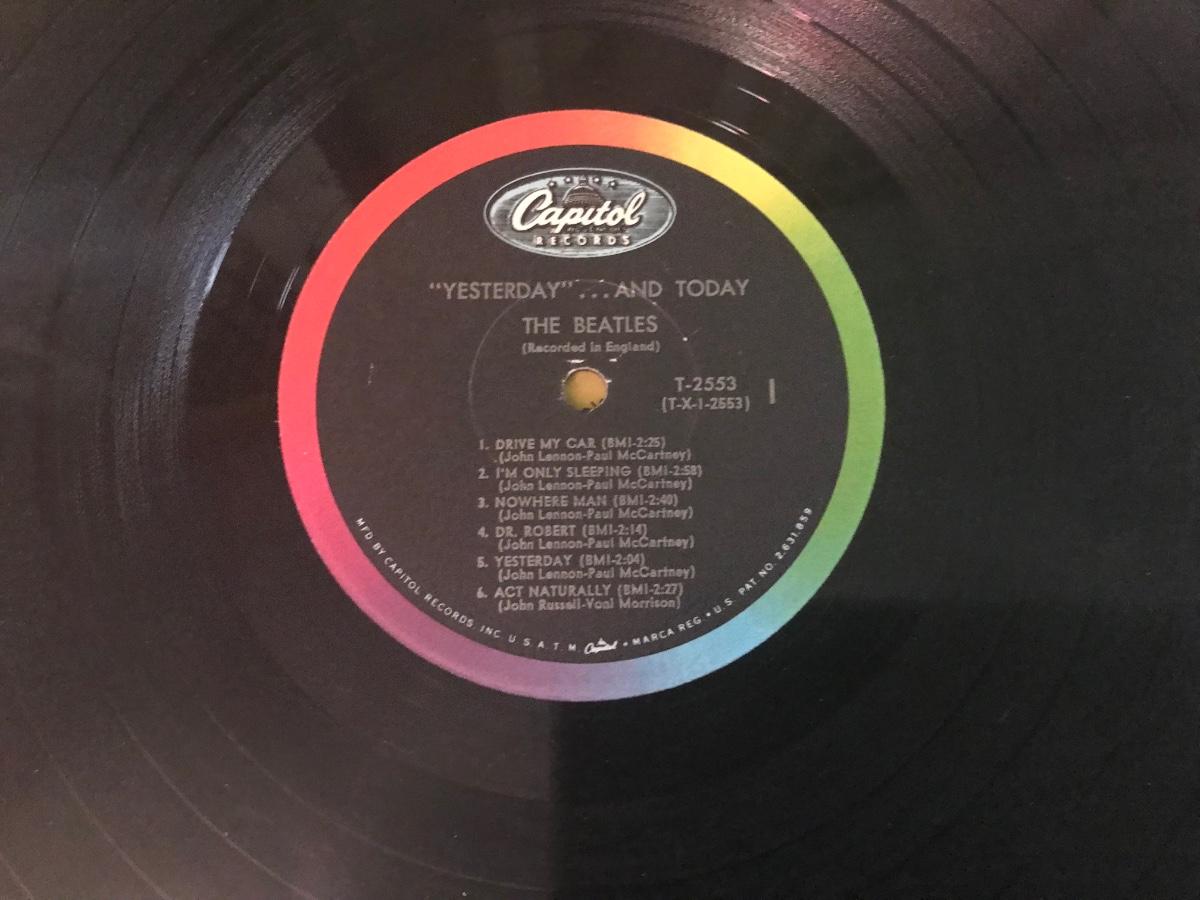 Capitol
RECORDS
"YESTERDAY"...AND TODAY
THE BEATLES
(Recorded in England)
T-2553
(T-X-1-2553)
1
1. DRIVE MY CAR (BMI-2:25)
(John Lennon-Paul McCartney)
2. I'M ONLY SLEEPING (BMI-2:58)
(John Lennon-Paul McCartney)
3. NOWHERE MAN (BMI-2:40)
(John Lennon-Paul McCartney)
4. DR. ROBERT (BMI-2:14)
(John Lennon-Paul McCartney)
5. YESTERDAY (BMI-2:04)
(John Lennon-Paul McCartney)
6. ACT NATURALLY (BMI-2:27)
(John Russell-Voni Morrison)
MFD BY CAPITOL RECORDS, INC. U.S.A. T.M. Capitol • MARCA REG. • U.S. PAT. NO. 2,631,859